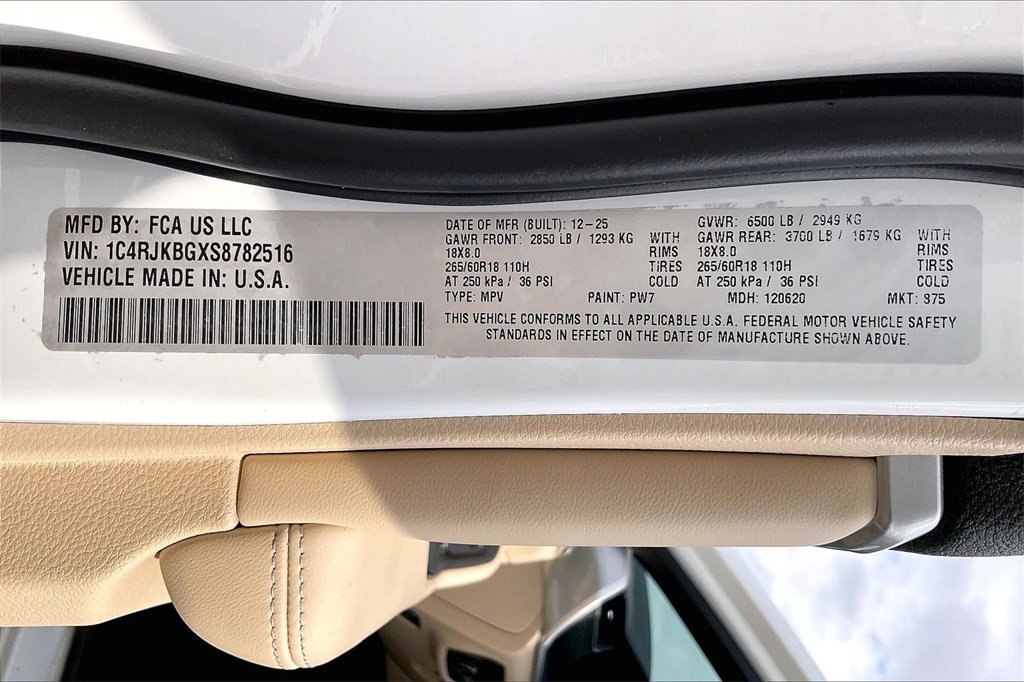 MFD BY: FCA US LLC
VIN: 1C4RJKBGXS8782516
VEHICLE MADE IN: U.S.A.
DATE OF MFR (BUILT): 12-25 GVWR: 6500 LB / 2949 KG
GAWR FRONT: 2850 LB / 1293 KG WITH GAWR REAR: 3700 LB / 1679 KG WITH
18X8.0 RIMS 18X8.0 RIMS
265/60R18 110H TIRES 265/60R18 110H TIRES
AT 250 kPa / 36 PSI COLD AT 250 kPa / 36 PSI COLD
TYPE: MPV PAINT: PW7 MDH: 120620 MKT: 875
THIS VEHICLE CONFORMS TO ALL APPLICABLE U.S.A. FEDERAL MOTOR VEHICLE SAFETY
STANDARDS IN EFFECT ON THE DATE OF MANUFACTURE SHOWN ABOVE.